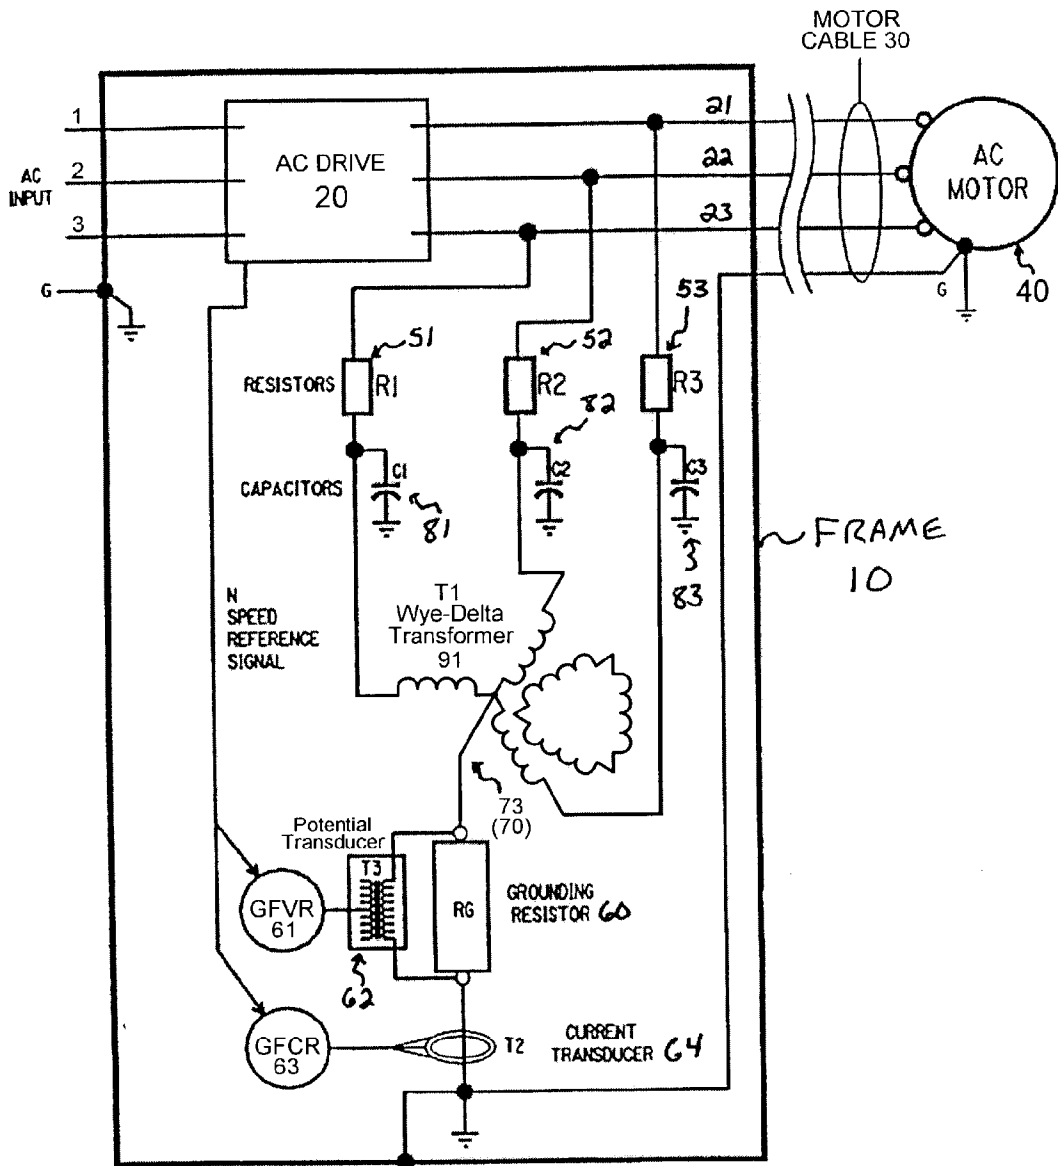 MOTOR
CABLE 30
1
21
AC DRIVE
20
AC
MOTOR
AC
INPUT
2
22
3
23
G
G
40
51
52
53
RESISTORS
R1
R2
R3
82
CAPACITORS
C1
C2
C3
81
83
FRAME
10
N
SPEED
REFERENCE
SIGNAL
T1
Wye-Delta
Transformer
91
73
(70)
Potential
Transducer
T3
GFVR
61
RG
GROUNDING
RESISTOR 60
62
GFCR
63
T2
CURRENT
TRANSDUCER 64